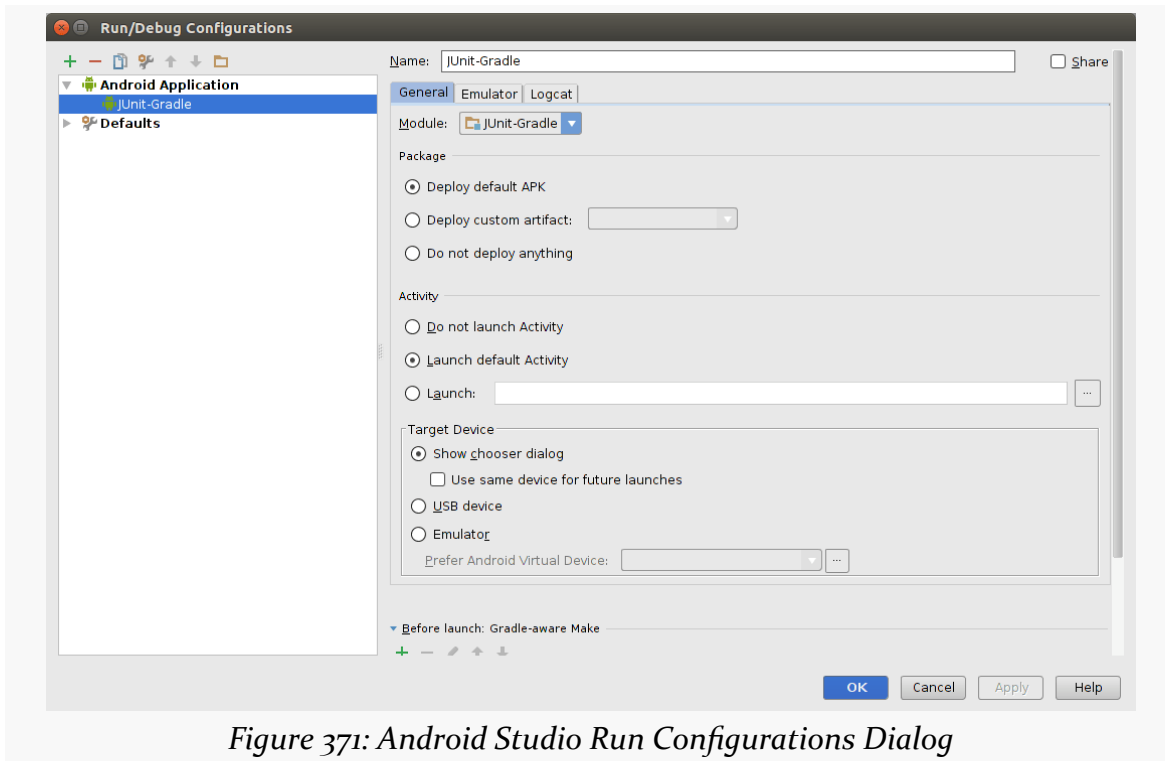 Run/Debug Configurations
Name: JUnit-Gradle
Share
Android Application
JUnit-Gradle
Defaults
General Emulator Logcat
Module: JUnit-Gradle
Package
Deploy default APK
Deploy custom artifact:
Do not deploy anything
Activity
Do not launch Activity
Launch default Activity
Launch:
...
Target Device
Show chooser dialog
Use same device for future launches
USB device
Emulator
Prefer Android Virtual Device:
...
Before launch: Gradle-aware Make
OK Cancel Apply Help
Figure 371: Android Studio Run Configurations Dialog